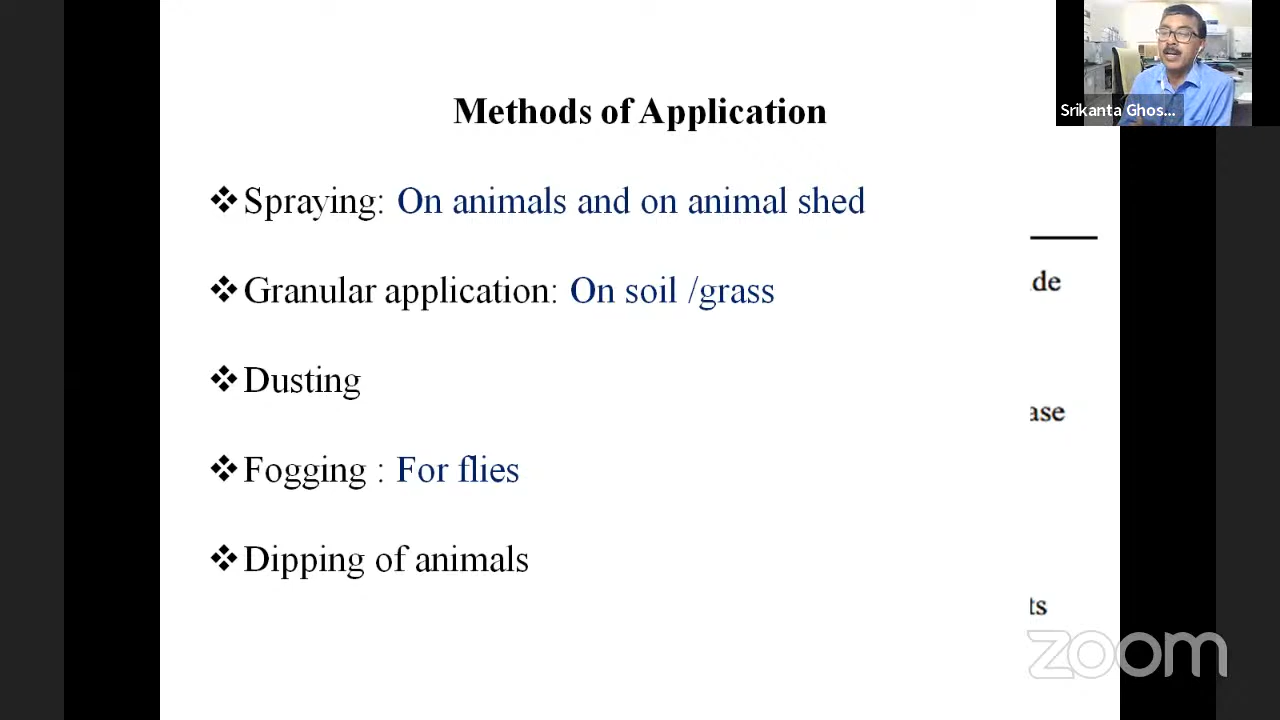 Methods of Application
Srikanta Ghos...
❖Spraying: On animals and on animal shed
❖Granular application: On soil /grass
de
❖Dusting
ase
❖Fogging : For flies
❖Dipping of animals
ts
zoom